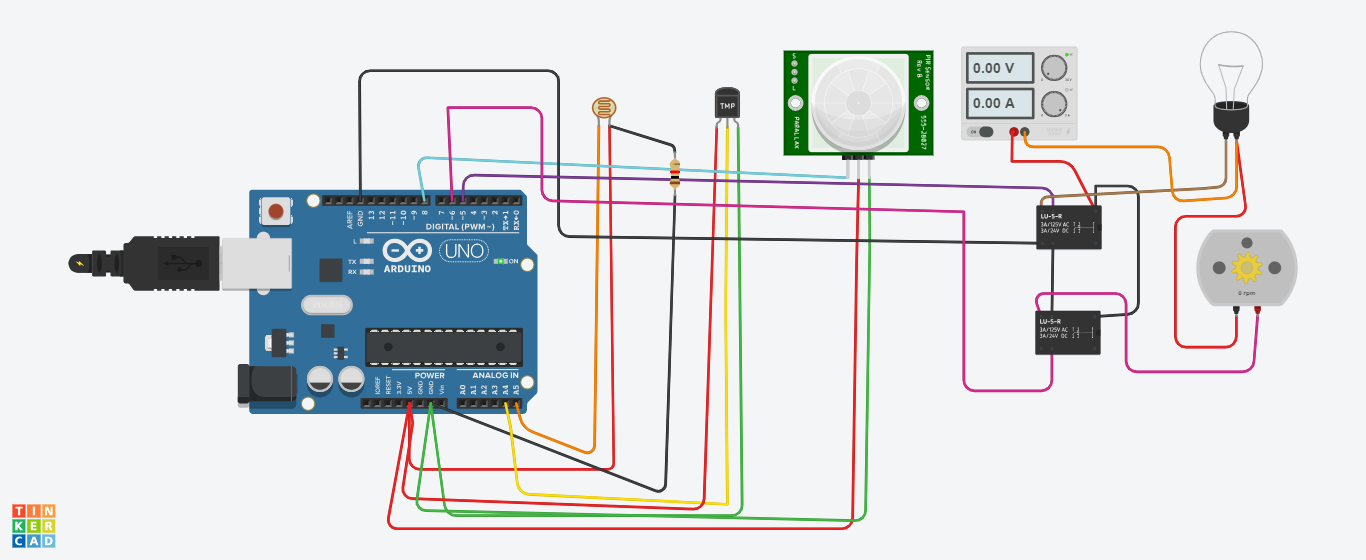 0.00 V
0.00 A
PIR Sensor
Rev B
PARALLAX
555-28027
TMP
AREF
GND
13
12
~11
~10
~9
8
7
~6
~5
4
~3
2
TX→1
RX←0
DIGITAL (PWM~)
L
TX
RX
ARDUINO
UNO
ON
LU-5-R
3A/125V AC
3A/24V DC
LU-5-R
3A/125V AC
3A/24V DC
0 rpm
POWER
ANALOG IN
IOREF
RESET
3.3V
5V
GND
GND
Vin
A0
A1
A2
A3
A4
A5
TIN
KER
CAD